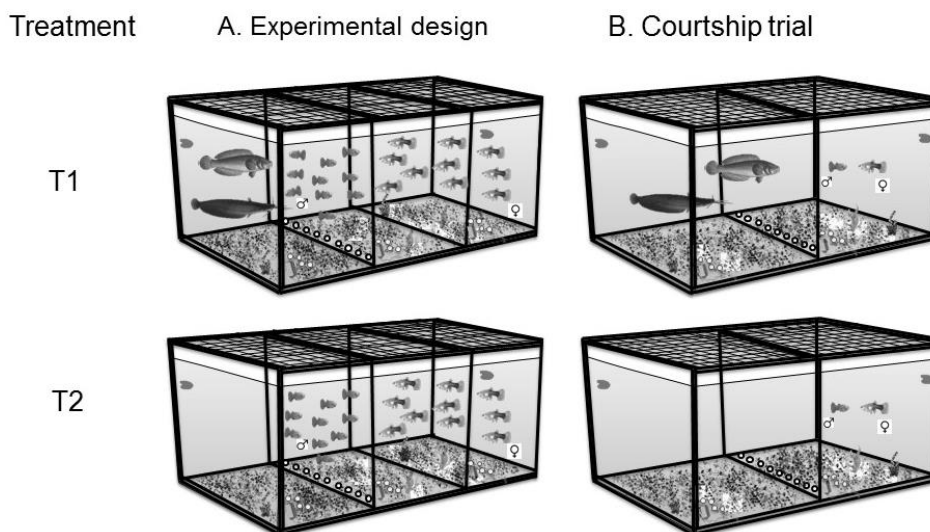 Treatment A. Experimental design B. Courtship trial
T1
♂ ♀ ♂ ♀
T2
♂ ♀ ♂ ♀